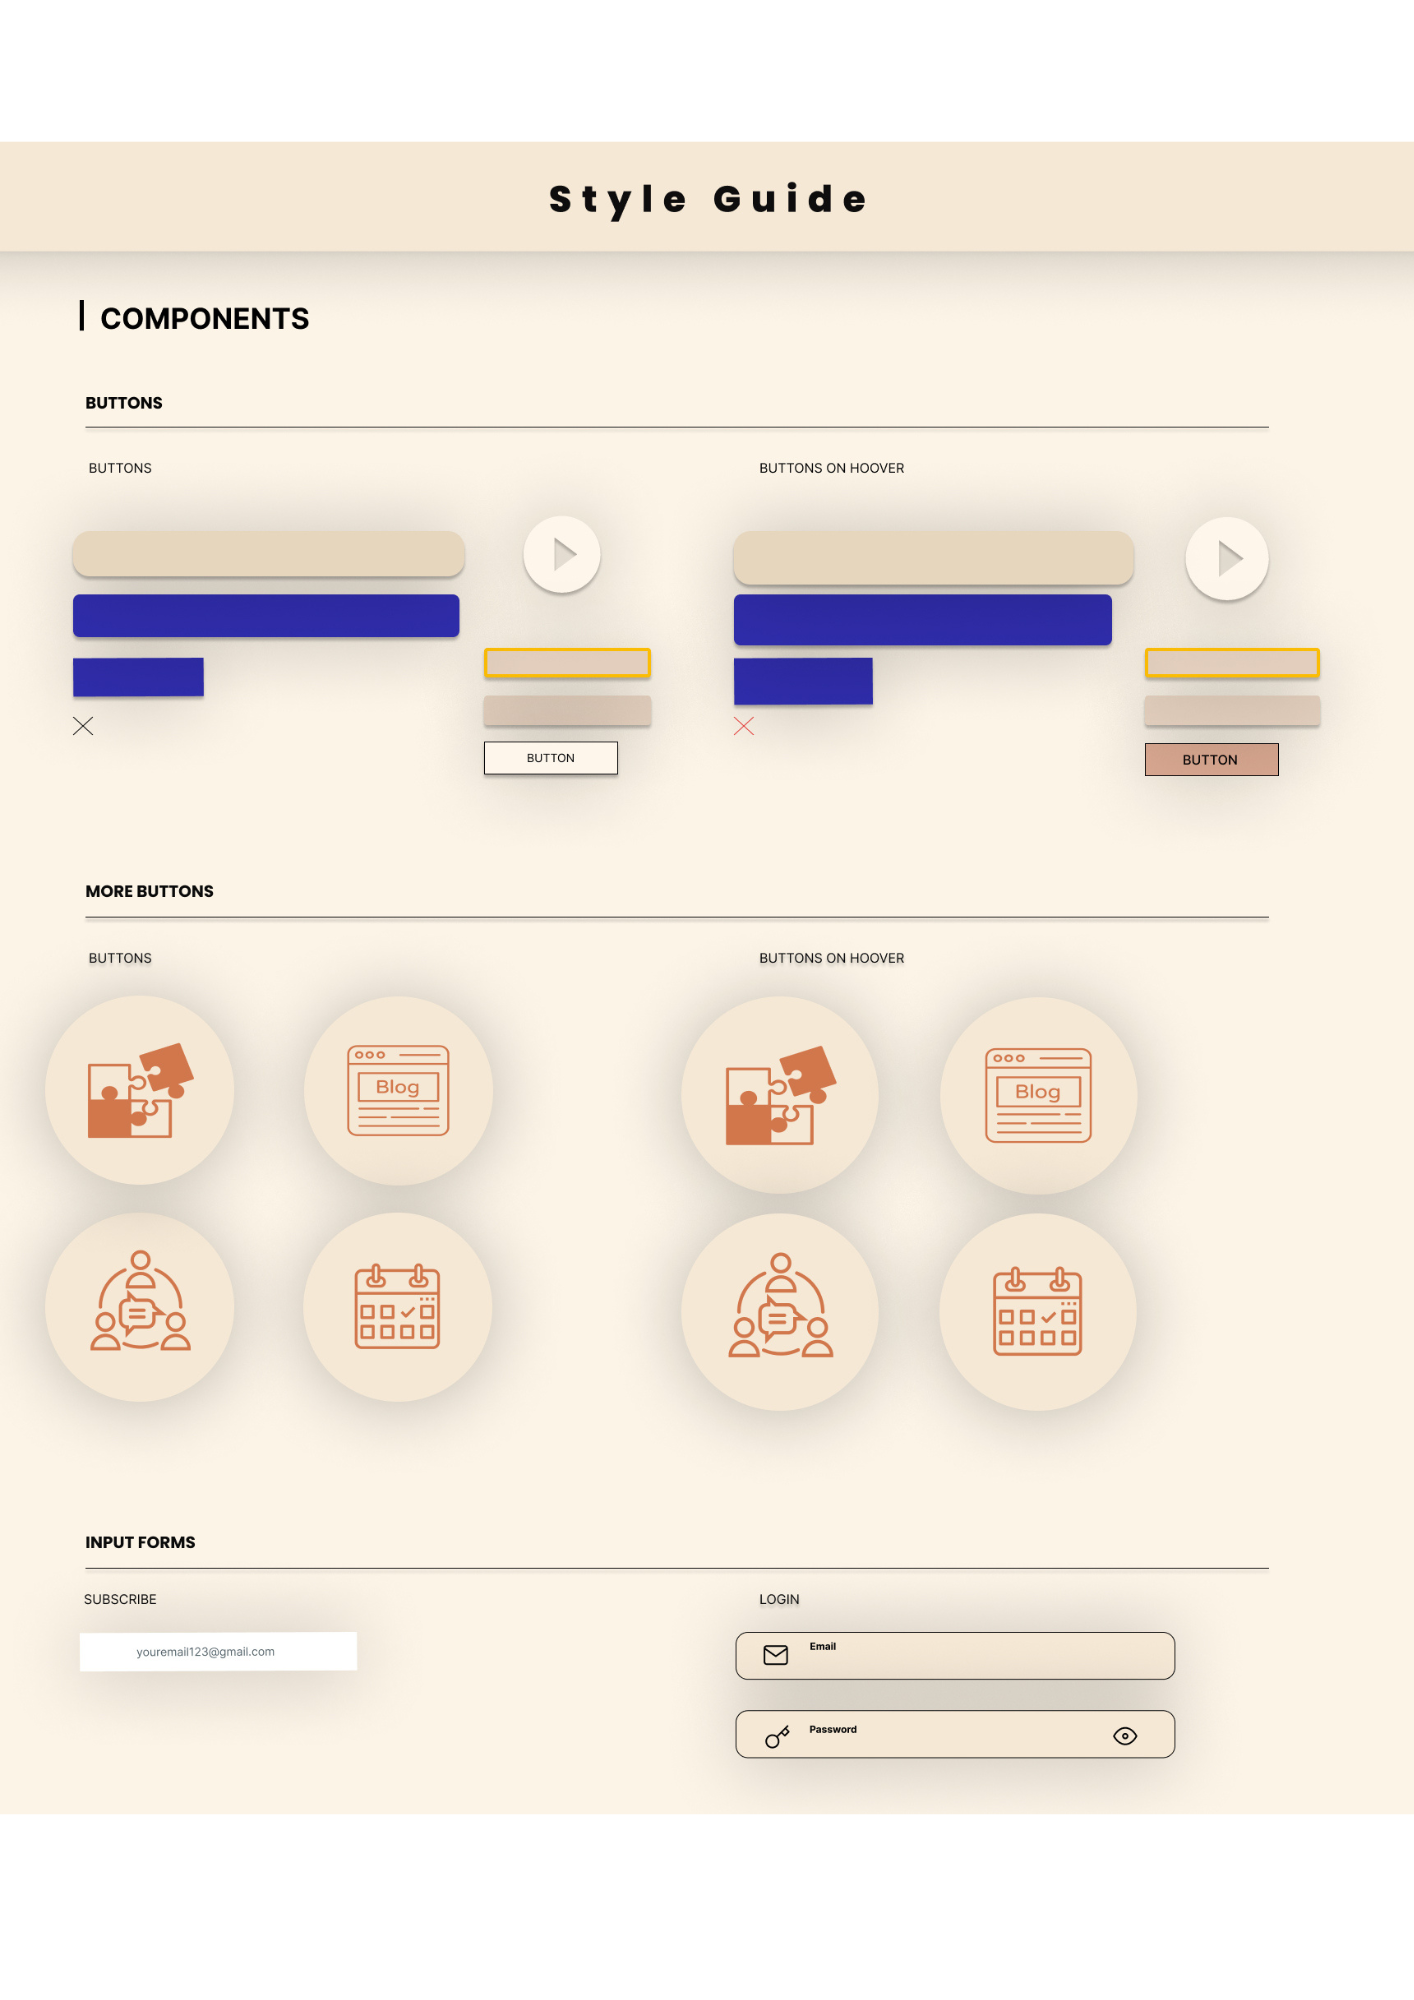 Style Guide
COMPONENTS
BUTTONS
BUTTONS
BUTTONS ON HOOVER
BUTTON
BUTTON
MORE BUTTONS
BUTTONS
BUTTONS ON HOOVER
Blog
Blog
INPUT FORMS
SUBSCRIBE
LOGIN
youremail123@gmail.com
Email
Password